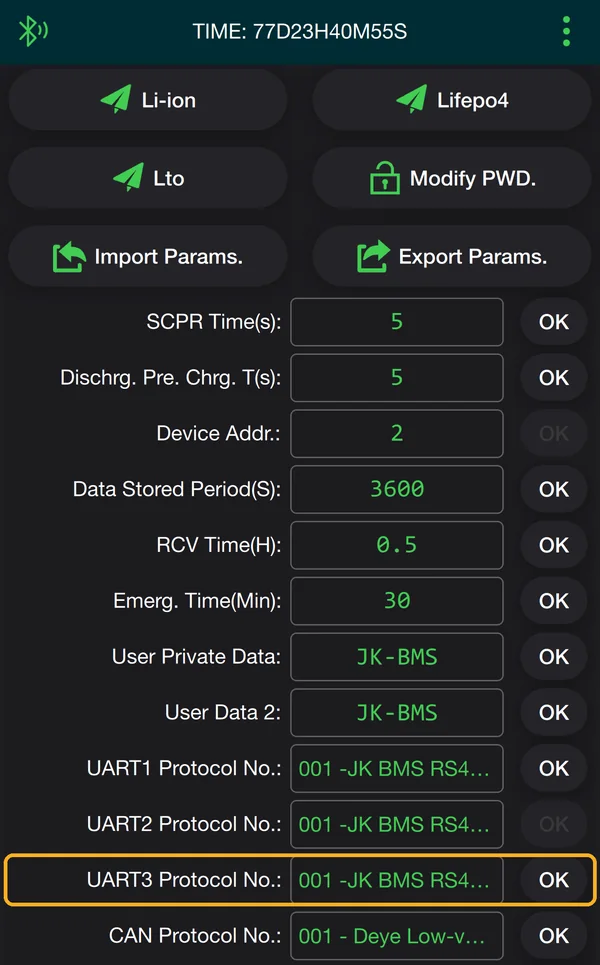 TIME: 77D23H40M55S
Li-ion Lifepo4
Lto Modify PWD.
Import Params. Export Params.
SCPR Time(s): 5 OK
Dischrg. Pre. Chrg. T(s): 5 OK
Device Addr.: 2 OK
Data Stored Period(S): 3600 OK
RCV Time(H): 0.5 OK
Emerg. Time(Min): 30 OK
User Private Data: JK-BMS OK
User Data 2: JK-BMS OK
UART1 Protocol No.: 001 -JK BMS RS4... OK
UART2 Protocol No.: 001 -JK BMS RS4... OK
UART3 Protocol No.: 001 -JK BMS RS4... OK
CAN Protocol No.: 001 - Deye Low-v... OK